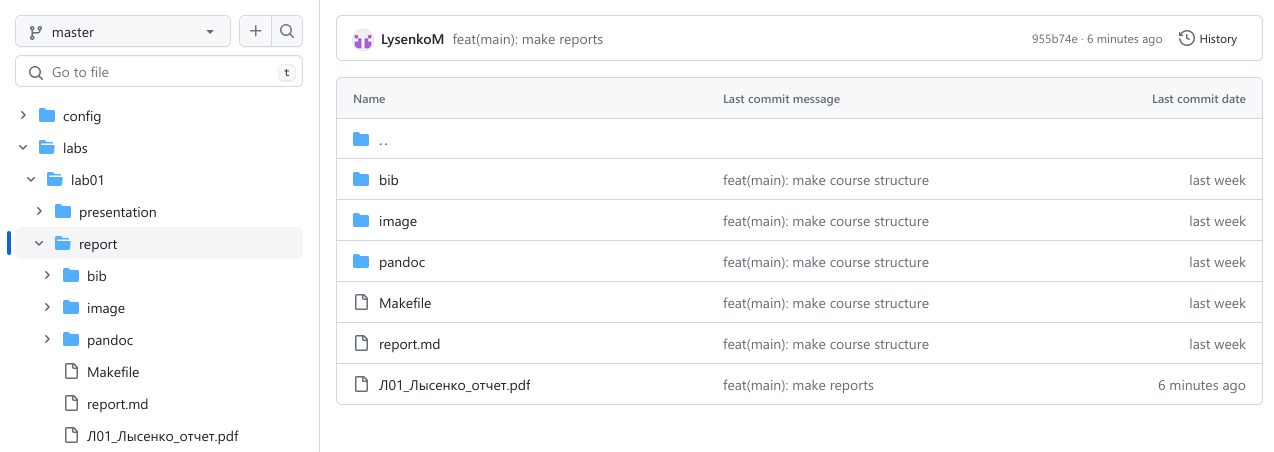 master
Go to file
t
config
labs
lab01
presentation
report
bib
image
pandoc
Makefile
report.md
Л01_Лысенко_отчет.pdf
LysenkoM feat(main): make reports 955b74e · 6 minutes ago History
Name Last commit message Last commit date
..
bib feat(main): make course structure last week
image feat(main): make course structure last week
pandoc feat(main): make course structure last week
Makefile feat(main): make course structure last week
report.md feat(main): make course structure last week
Л01_Лысенко_отчет.pdf feat(main): make reports 6 minutes ago